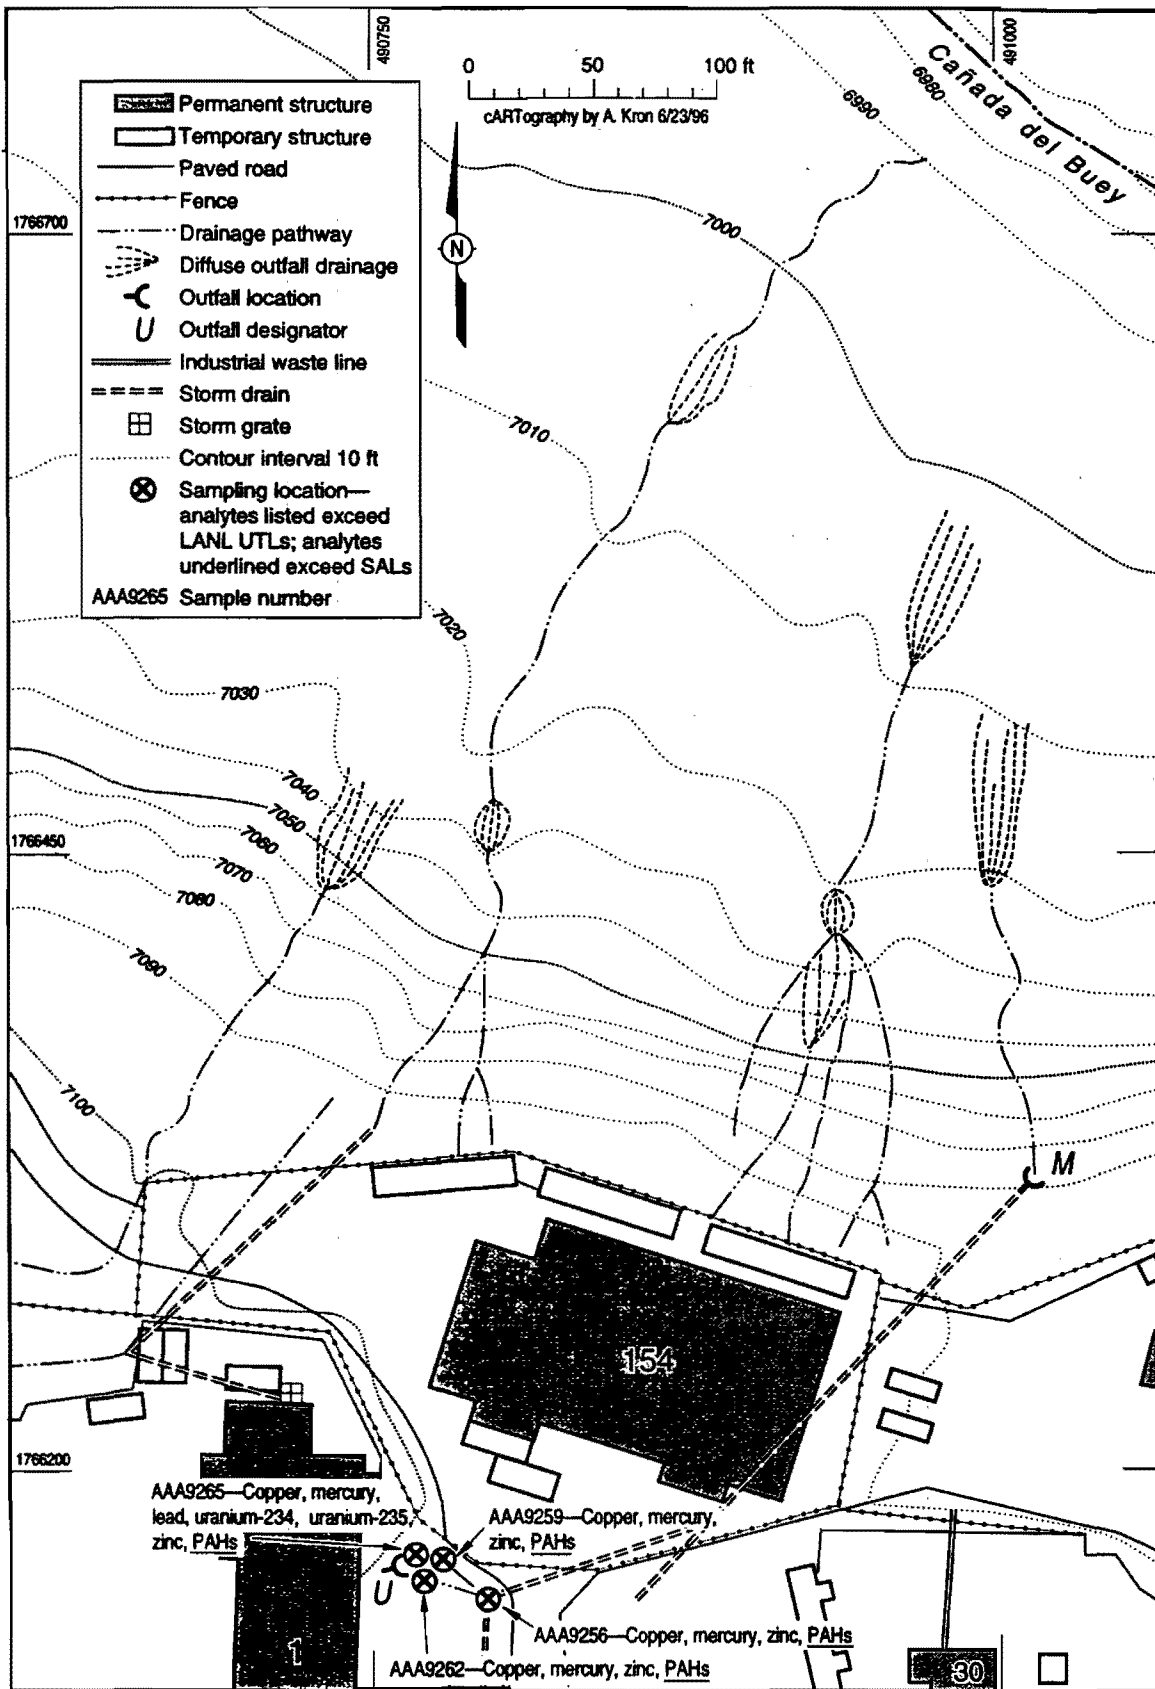 490750
491000
0 50 100 ft
cARTography by A. Kron 6/23/96
Cañada del Buey
6980
6990
7000
Permanent structure
Temporary structure
Paved road
Fence
Drainage pathway
Diffuse outfall drainage
Outfall location
U Outfall designator
Industrial waste line
Storm drain
Storm grate
Contour interval 10 ft
Sampling location—
analytes listed exceed
LANL UTLs; analytes
underlined exceed SALs
AAA9265 Sample number
1766700
N
7010
7020
7030
7040
7050
7060
7070
7080
7090
1766450
7100
M
154
1766200
AAA9265—Copper, mercury,
lead, uranium-234, uranium-235,
zinc, PAHs
AAA9259—Copper, mercury,
zinc, PAHs
U
AAA9256—Copper, mercury, zinc, PAHs
AAA9262—Copper, mercury, zinc, PAHs
1
30